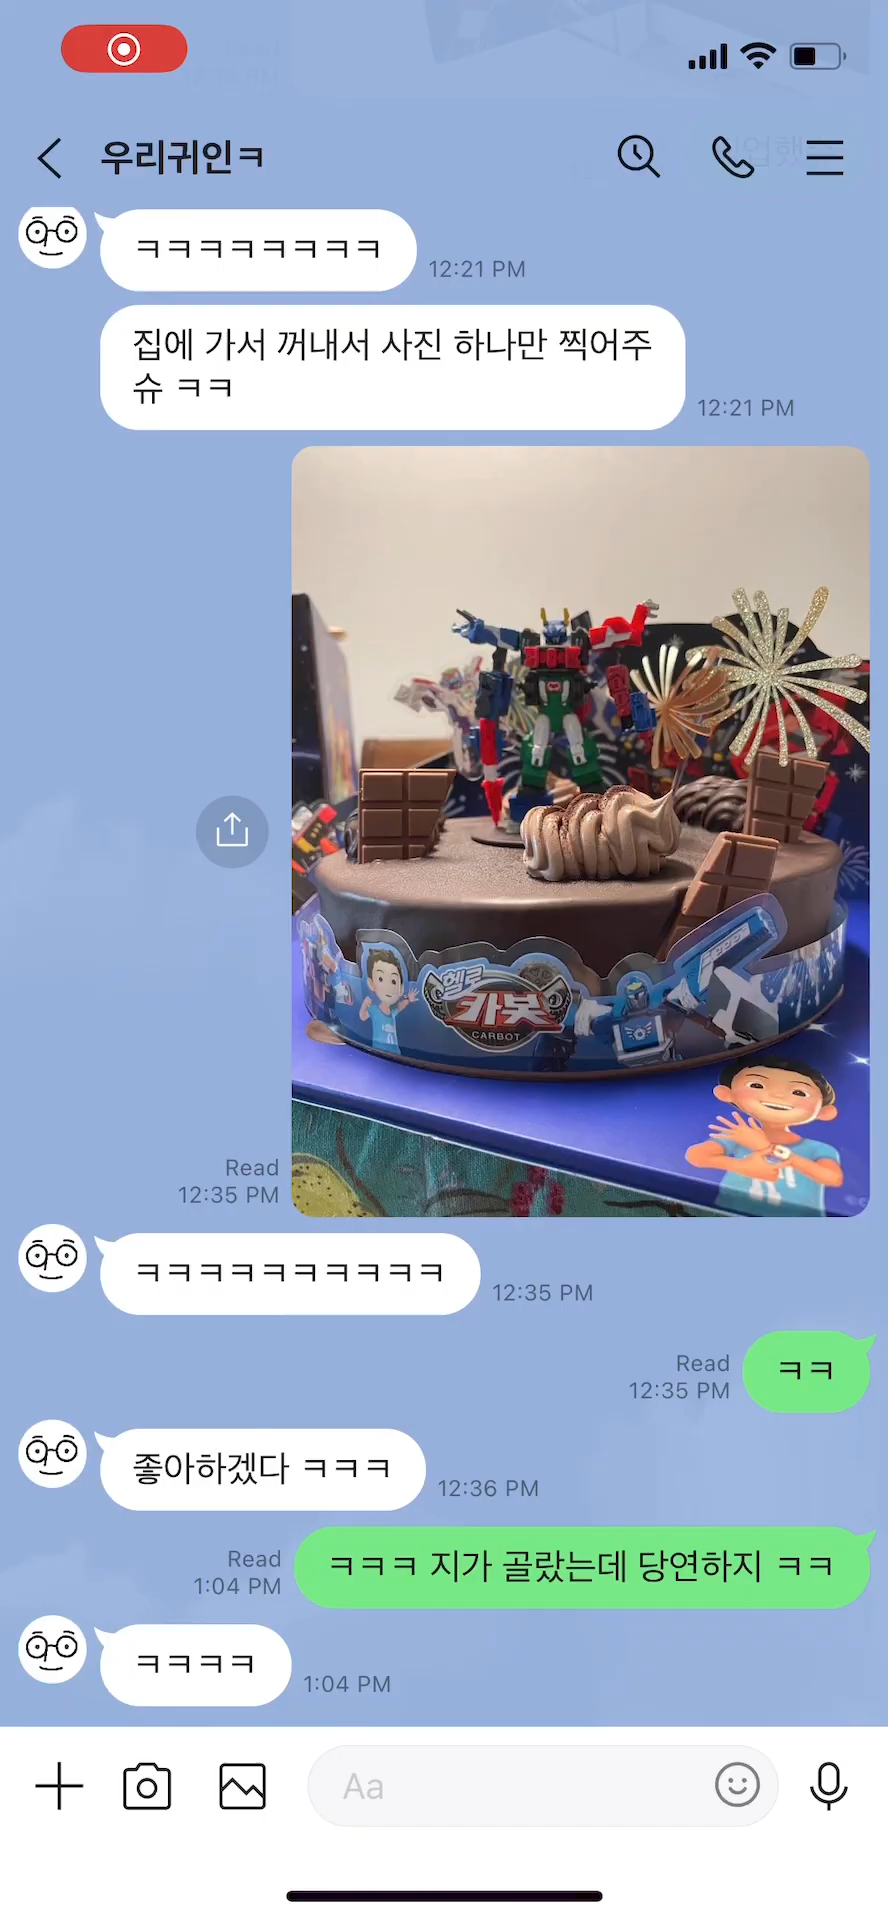 우리귀인ㅋ
ㅋㅋㅋㅋㅋㅋㅋㅋ
12:21 PM
집에 가서 꺼내서 사진 하나만 찍어주
슈 ㅋㅋ
12:21 PM
헬로
카봇
CARBOT
Read
12:35 PM
ㅋㅋㅋㅋㅋㅋㅋㅋㅋㅋ
12:35 PM
Read
12:35 PM
ㅋㅋ
좋아하겠다 ㅋㅋㅋ
12:36 PM
Read
1:04 PM
ㅋㅋㅋ 지가 골랐는데 당연하지 ㅋㅋ
ㅋㅋㅋㅋ
1:04 PM
Aa